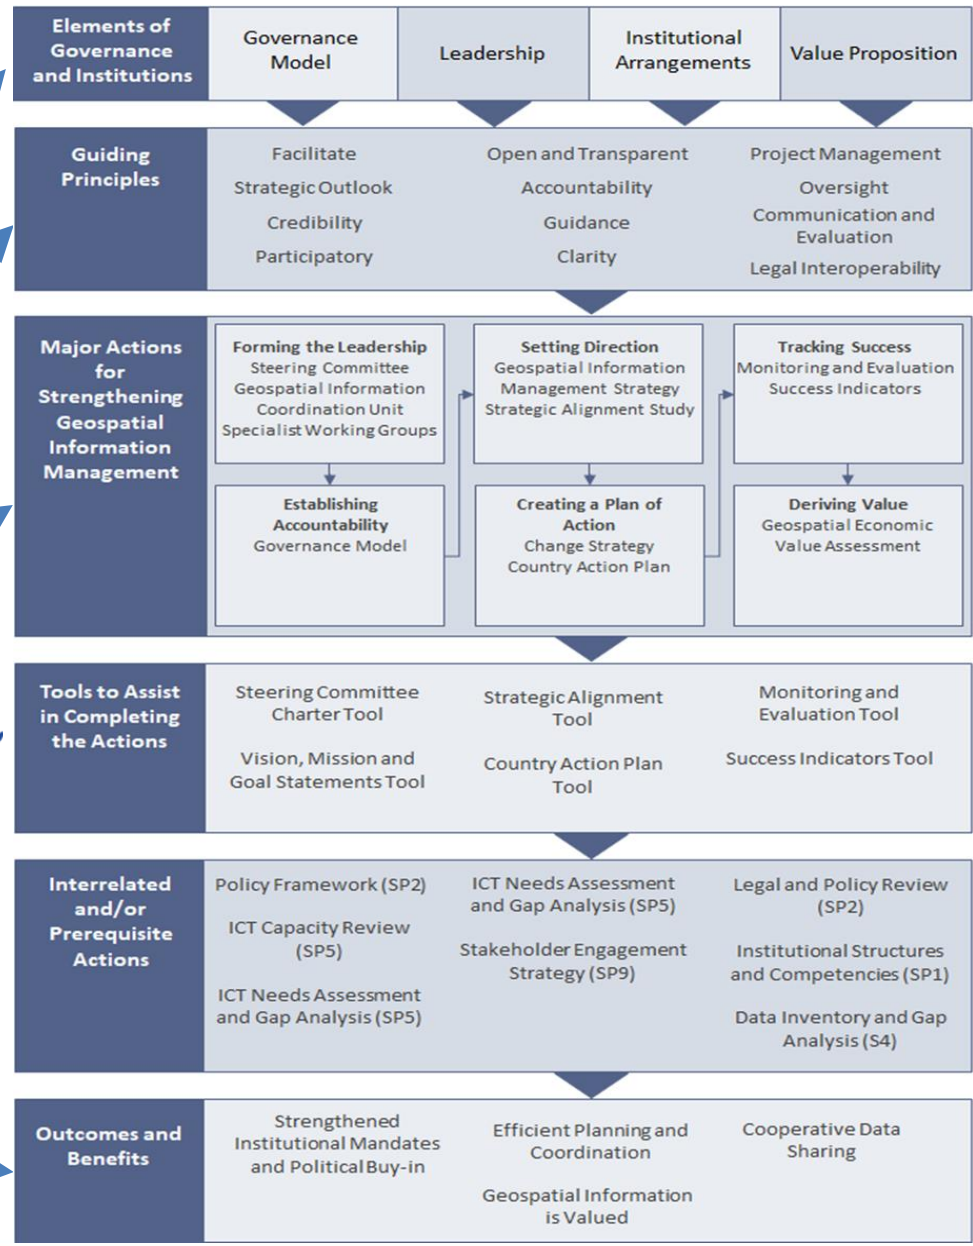 Elements of
Governance
and Institutions
Governance
Model
Leadership
Institutional
Arrangements
Value Proposition
Guiding
Principles
Facilitate
Strategic Outlook
Credibility
Participatory
Open and Transparent
Accountability
Guidance
Clarity
Project Management
Oversight
Communication and
Evaluation
Legal Interoperability
Major Actions
for
Strengthening
Geospatial
Information
Management
Forming the Leadership
Steering Committee
Geospatial Information
Coordination Unit
Specialist Working Groups
Establishing
Accountability
Governance Model
Setting Direction
Geospatial Information
Management Strategy
Strategic Alignment Study
Creating a Plan of
Action
Change Strategy
Country Action Plan
Tracking Success
Monitoring and Evaluation
Success Indicators
Deriving Value
Geospatial Economic
Value Assessment
Tools to Assist
in Completing
the Actions
Steering Committee
Charter Tool
Vision, Mission and
Goal Statements Tool
Strategic Alignment
Tool
Country Action Plan
Tool
Monitoring and
Evaluation Tool
Success Indicators Tool
Interrelated
and/or
Prerequisite
Actions
Policy Framework (SP2)
ICT Capacity Review
(SP5)
ICT Needs Assessment
and Gap Analysis (SP5)
ICT Needs Assessment
and Gap Analysis (SP5)
Stakeholder Engagement
Strategy (SP9)
Legal and Policy Review
(SP2)
Institutional Structures
and Competencies (SP1)
Data Inventory and Gap
Analysis (S4)
Outcomes and
Benefits
Strengthened
Institutional Mandates
and Political Buy-in
Efficient Planning and
Coordination
Geospatial Information
is Valued
Cooperative Data
Sharing